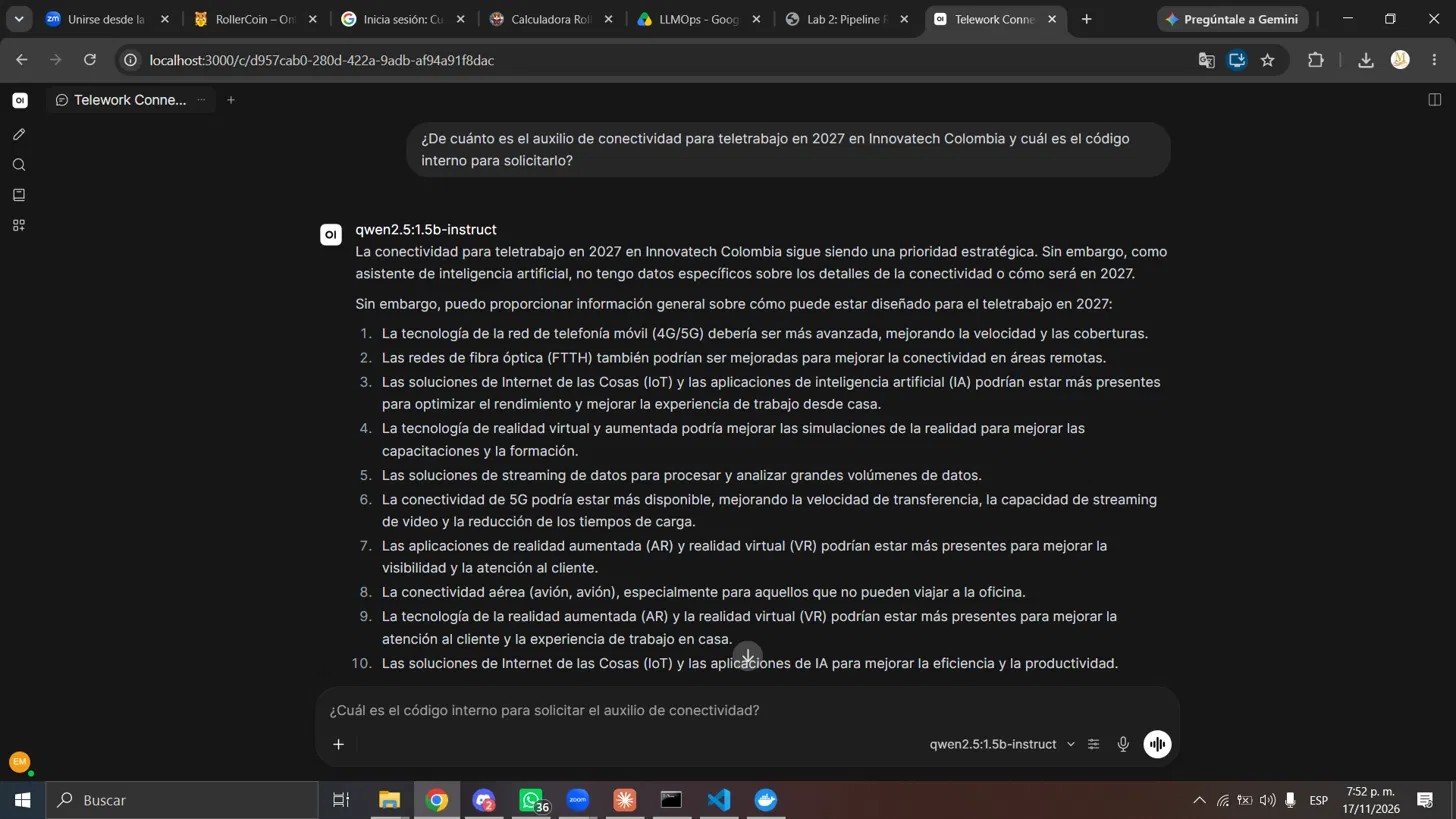 Unirse desde la
RollerCoin – Onl
Inicia sesión: Cu
Calculadora Roll
LLMOps - Goog
Lab 2: Pipeline R
Telework Conne
Pregúntale a Gemini
localhost:3000/c/d957cab0-280d-422a-9adb-af94a91f8dac
OI
Telework Conne...
¿De cuánto es el auxilio de conectividad para teletrabajo en 2027 en Innovatech Colombia y cuál es el código
interno para solicitarlo?
OI
qwen2.5:1.5b-instruct
La conectividad para teletrabajo en 2027 en Innovatech Colombia sigue siendo una prioridad estratégica. Sin embargo, como
asistente de inteligencia artificial, no tengo datos específicos sobre los detalles de la conectividad o cómo será en 2027.
Sin embargo, puedo proporcionar información general sobre cómo puede estar diseñado para el teletrabajo en 2027:
1. La tecnología de la red de telefonía móvil (4G/5G) debería ser más avanzada, mejorando la velocidad y las coberturas.
2. Las redes de fibra óptica (FTTH) también podrían ser mejoradas para mejorar la conectividad en áreas remotas.
3. Las soluciones de Internet de las Cosas (IoT) y las aplicaciones de inteligencia artificial (IA) podrían estar más presentes
para optimizar el rendimiento y mejorar la experiencia de trabajo desde casa.
4. La tecnología de realidad virtual y aumentada podría mejorar las simulaciones de la realidad para mejorar las
capacitaciones y la formación.
5. Las soluciones de streaming de datos para procesar y analizar grandes volúmenes de datos.
6. La conectividad de 5G podría estar más disponible, mejorando la velocidad de transferencia, la capacidad de streaming
de video y la reducción de los tiempos de carga.
7. Las aplicaciones de realidad aumentada (AR) y realidad virtual (VR) podrían estar más presentes para mejorar la
visibilidad y la atención al cliente.
8. La conectividad aérea (avión, avión), especialmente para aquellos que no pueden viajar a la oficina.
9. La tecnología de la realidad aumentada (AR) y la realidad virtual (VR) podrían estar más presentes para mejorar la
atención al cliente y la experiencia de trabajo en casa.
10. Las soluciones de Internet de las Cosas (IoT) y las aplicaciones de IA para mejorar la eficiencia y la productividad.
¿Cuál es el código interno para solicitar el auxilio de conectividad?
qwen2.5:1.5b-instruct
EM
Buscar
2
36
zoom
ESP
7:52 p. m.
17/11/2026